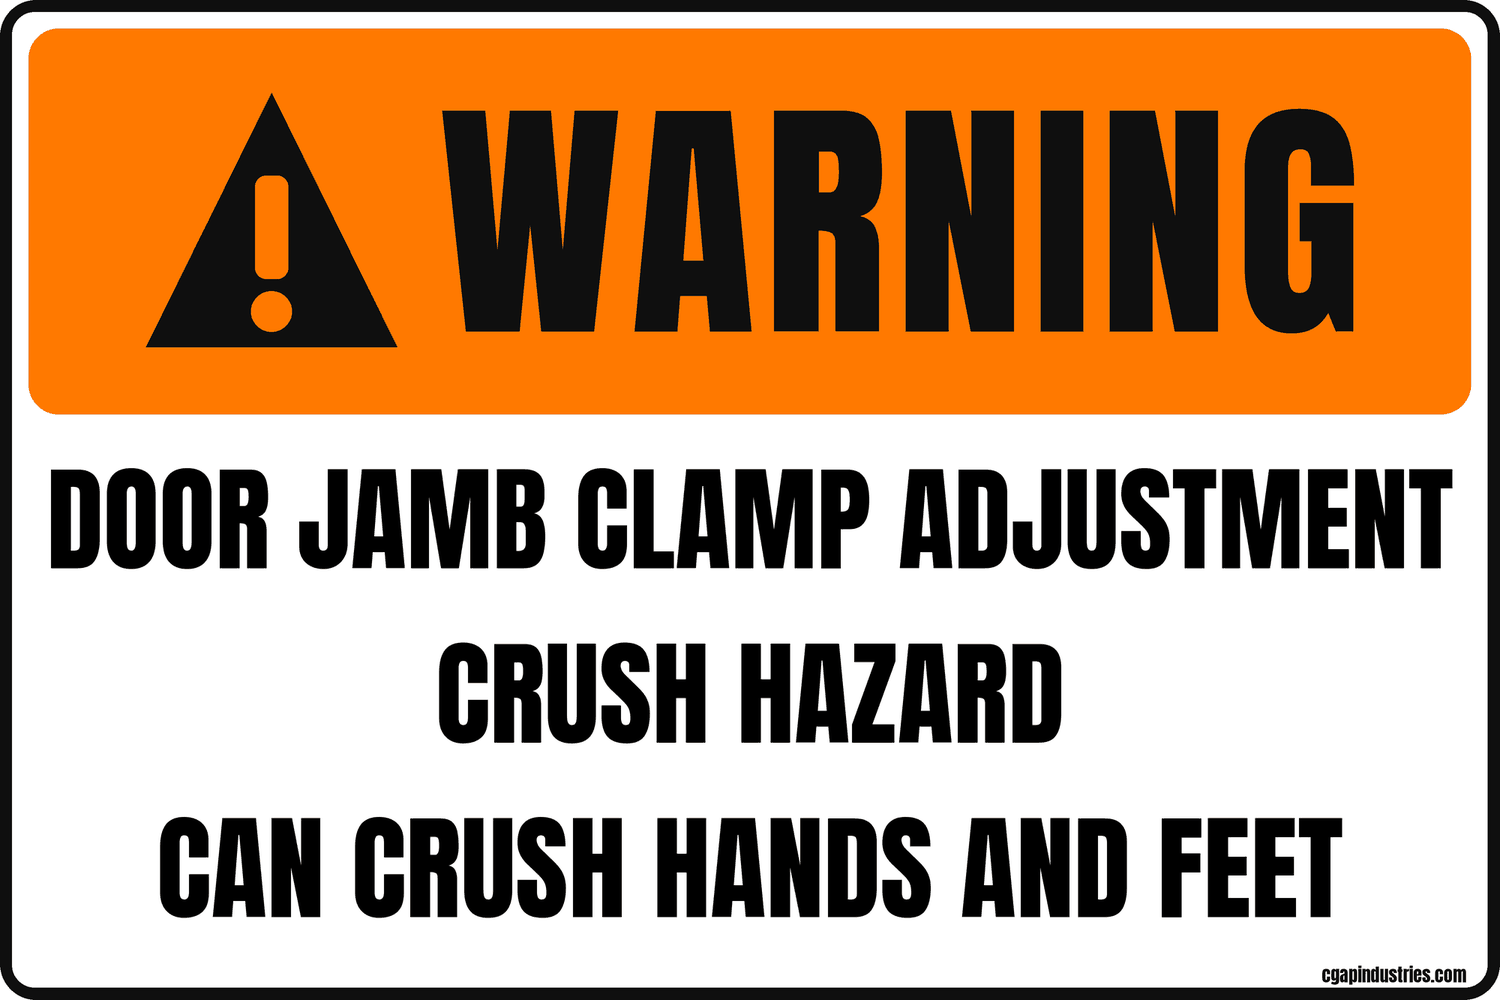 WARNING
DOOR JAMB CLAMP ADJUSTMENT
CRUSH HAZARD
CAN CRUSH HANDS AND FEET
cgapindustries.com